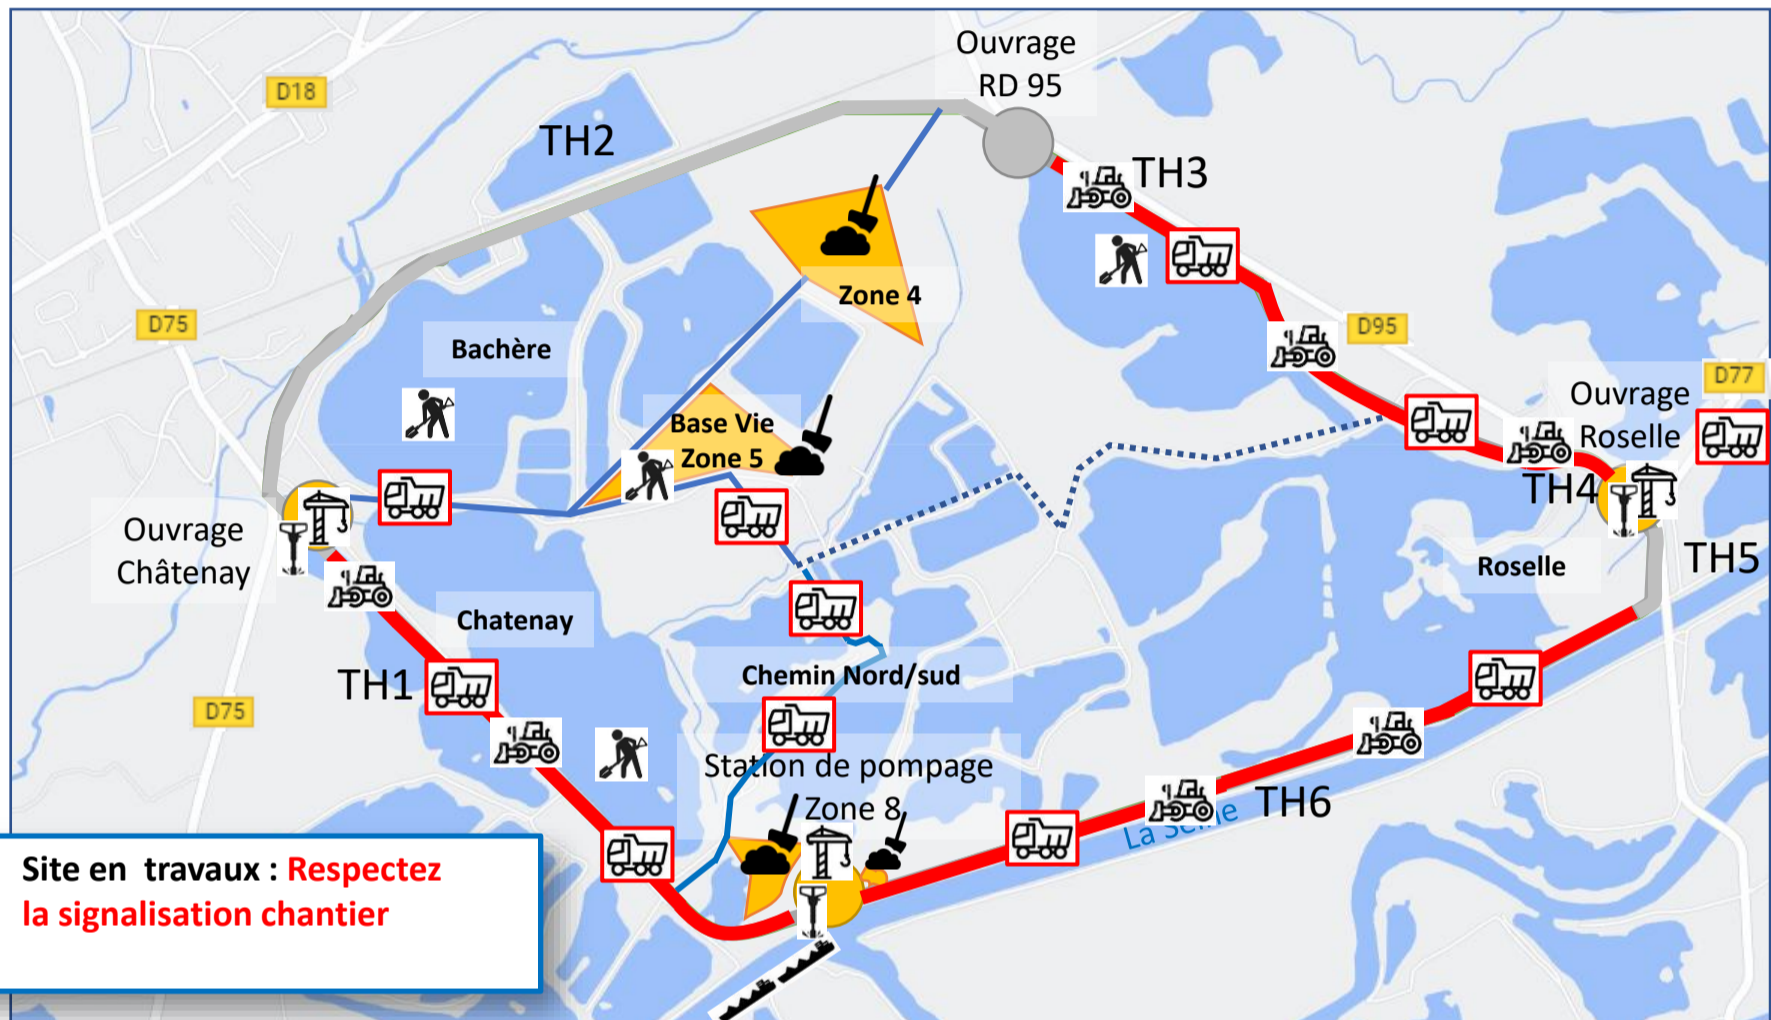 Ouvrage
RD 95
D18
TH2
TH3
Zone 4
D75
D95
Bachère
D77
Ouvrage
Roselle
Base Vie
Zone 5
TH4
Ouvrage
Châtenay
TH5
Roselle
Chatenay
Chemin Nord/sud
TH1
D75
Station de pompage
Zone 8
TH6
La Seine
Site en travaux : Respectez
la signalisation chantier